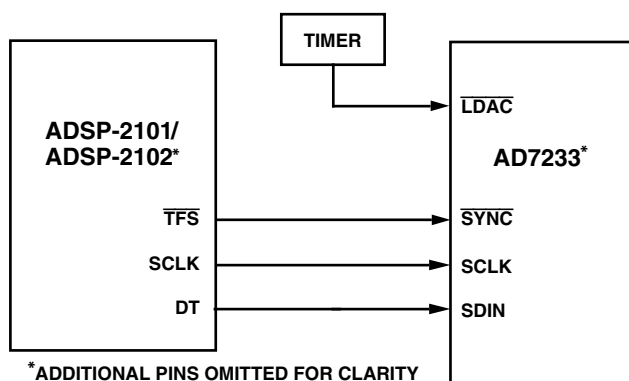 TIMER
ADSP-2101/
ADSP-2102*
LDAC
AD7233*
TFS
SYNC
SCLK
SCLK
DT
SDIN
*ADDITIONAL PINS OMITTED FOR CLARITY